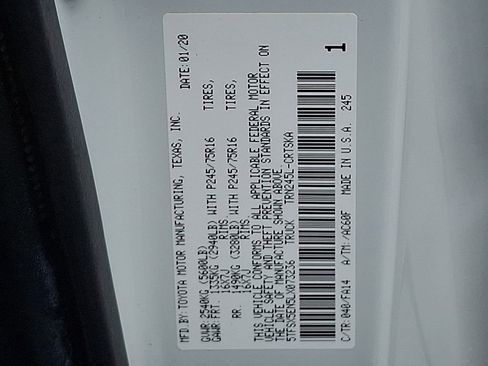 MFD.BY:TOYOTA MOTOR MANUFACTURING, TEXAS, INC. DATE:01/20
GVWR:2540KG (5600LB)
GAWR:FRT. 1335KG (2940LB) WITH P245/75R16 TIRES,
16X7J RIMS
RR. 1490KG (3280LB) WITH P245/75R16 TIRES,
16X7J RIMS
THIS VEHICLE CONFORMS TO ALL APPLICABLE FEDERAL MOTOR
VEHICLE SAFETY AND THEFT PREVENTION STANDARDS IN EFFECT ON
THE DATE OF MANUFACTURE SHOWN ABOVE.
TRUCK TRN245L-CRTSKA
1
C/TR:040/FA14 A/TM:/AC60F MADE IN U.S.A. 245